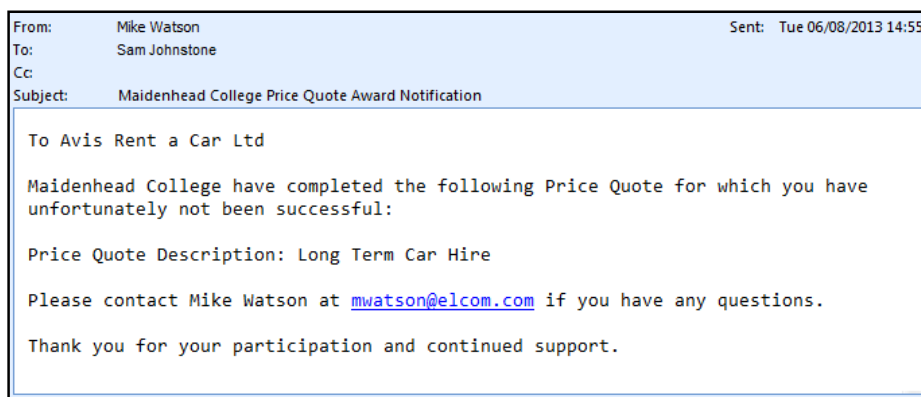 From: Mike Watson Sent: Tue 06/08/2013 14:55
To: Sam Johnstone
Cc:
Subject: Maidenhead College Price Quote Award Notification
To Avis Rent a Car Ltd
Maidenhead College have completed the following Price Quote for which you have
unfortunately not been successful:
Price Quote Description: Long Term Car Hire
Please contact Mike Watson at mwatson@elcom.com if you have any questions.
Thank you for your participation and continued support.